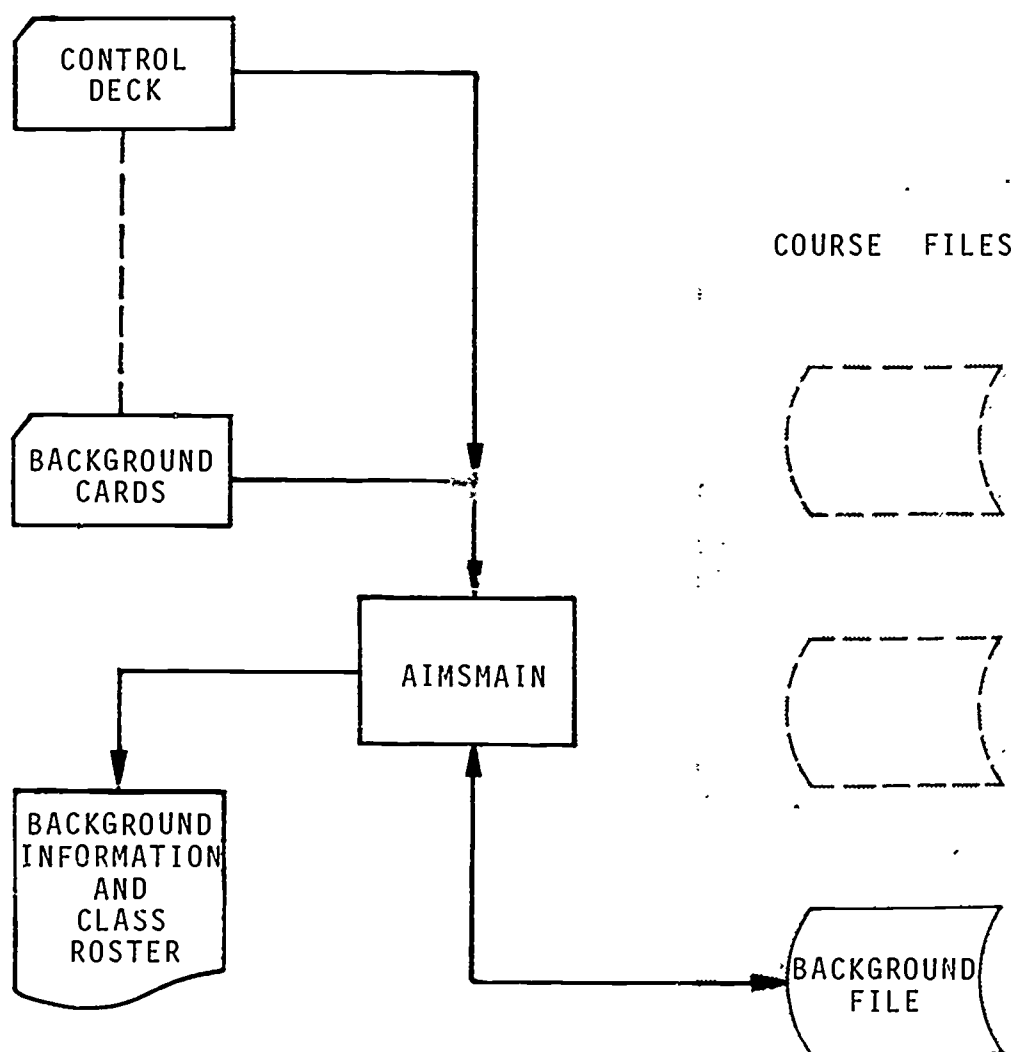 CONTROL
DECK
COURSE FILES
BACKGROUND
CARDS
AIMSMAIN
BACKGROUND
INFORMATION
AND
CLASS
ROSTER
BACKGROUND
FILE